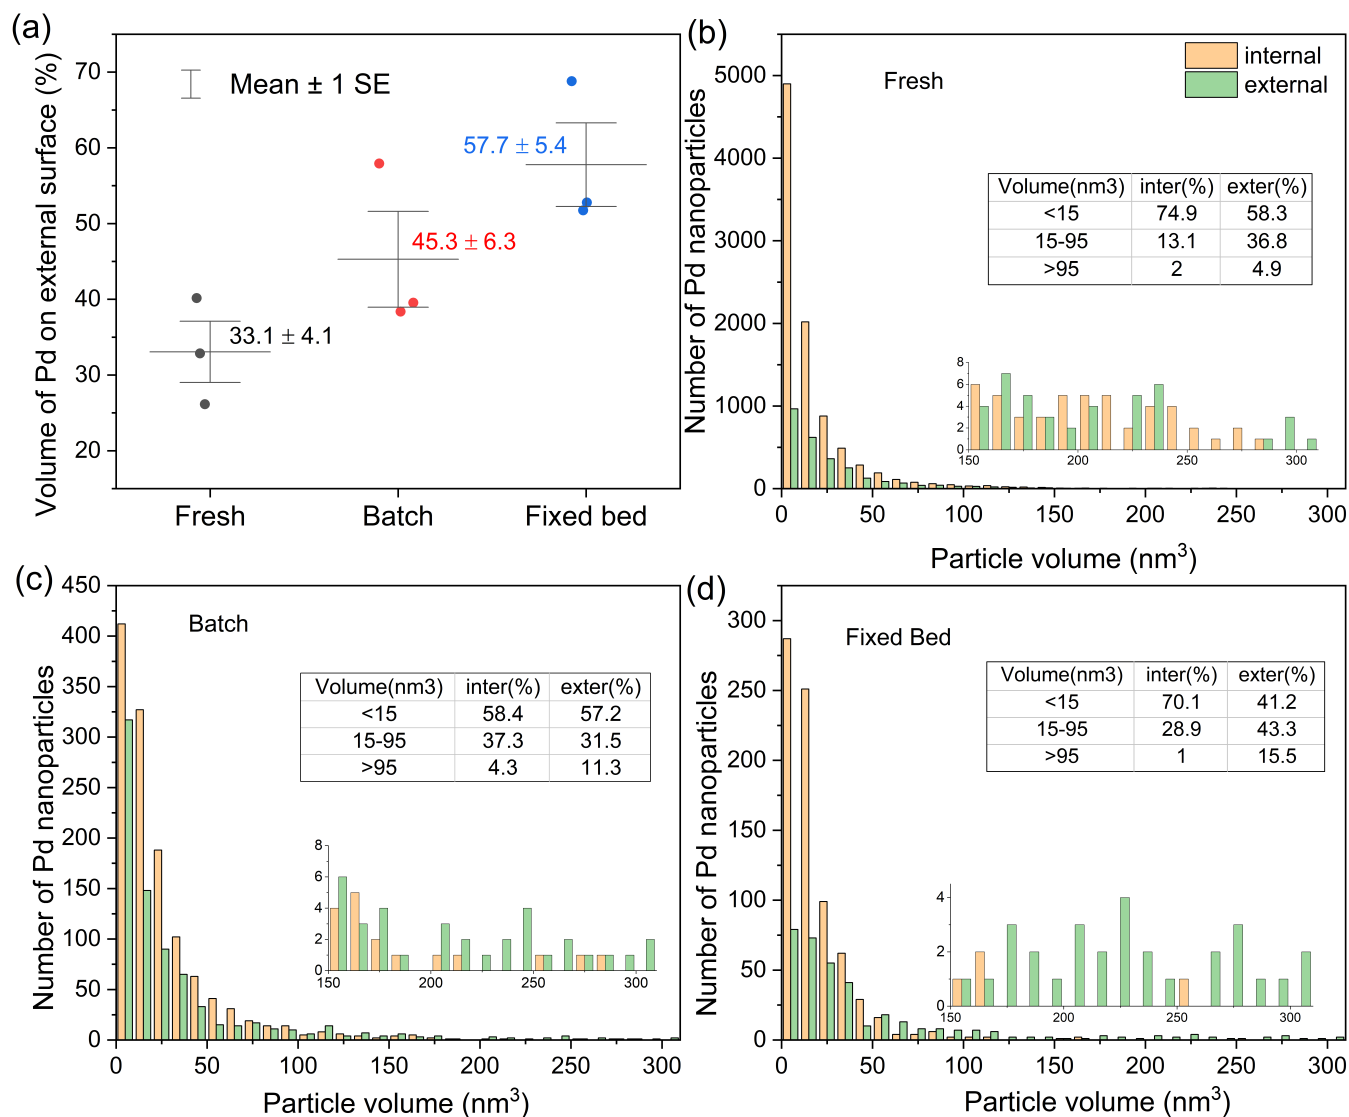 (a)
Volume of Pd on external surface (%)
70
60
50
40
30
20
Mean ± 1 SE
57.7 ± 5.4
45.3 ± 6.3
33.1 ± 4.1
Fresh Batch Fixed bed
(b)
Number of Pd nanoparticles
5000
4000
3000
2000
1000
0
Fresh
internal
external
Volume(nm3) inter(%) exter(%)
<15 74.9 58.3
15-95 13.1 36.8
>95 2 4.9
8
6
4
2
0
150 200 250 300
0 50 100 150 200 250 300
Particle volume (nm³)
(c)
Number of Pd nanoparticles
450
400
350
300
250
200
150
100
50
0
Batch
Volume(nm3) inter(%) exter(%)
<15 58.4 57.2
15-95 37.3 31.5
>95 4.3 11.3
8
6
4
2
0
150 200 250 300
0 50 100 150 200 250 300
Particle volume (nm³)
(d)
Number of Pd nanoparticles
300
250
200
150
100
50
0
Fixed Bed
Volume(nm3) inter(%) exter(%)
<15 70.1 41.2
15-95 28.9 43.3
>95 1 15.5
4
2
0
150 200 250 300
0 50 100 150 200 250 300
Particle volume (nm³)